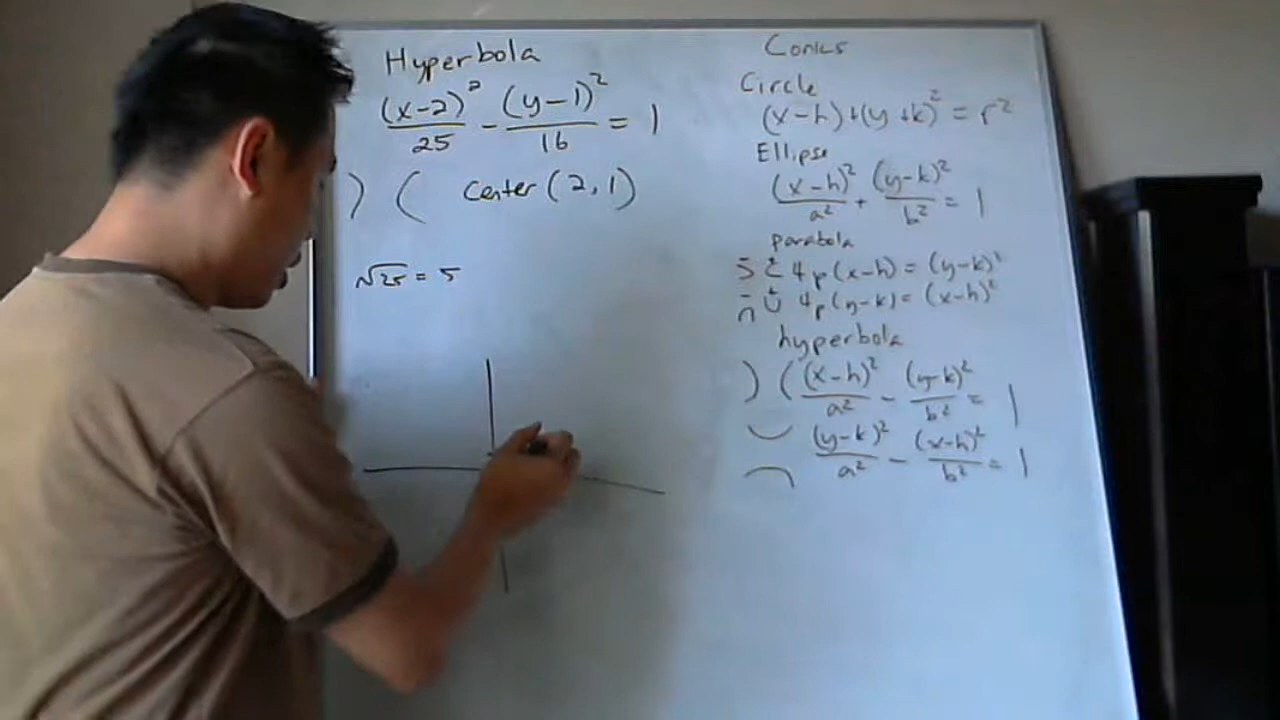 Hyperbola
(x-2)²/25 - (y-1)²/16 = 1
) ( Center (2,1)
√25 = 5
Conics
Circle
(x-h)+(y+k)² = r²
Ellipse
(x-h)²/a² + (y-k)²/b² = 1
parabola
4p(x-h) = (y-k)²
4p(y-k) = (x-h)²
hyperbola
) ( (x-h)²/a² - (y-k)²/b² = 1
(y-k)²/a² - (x-h)²/b² = 1